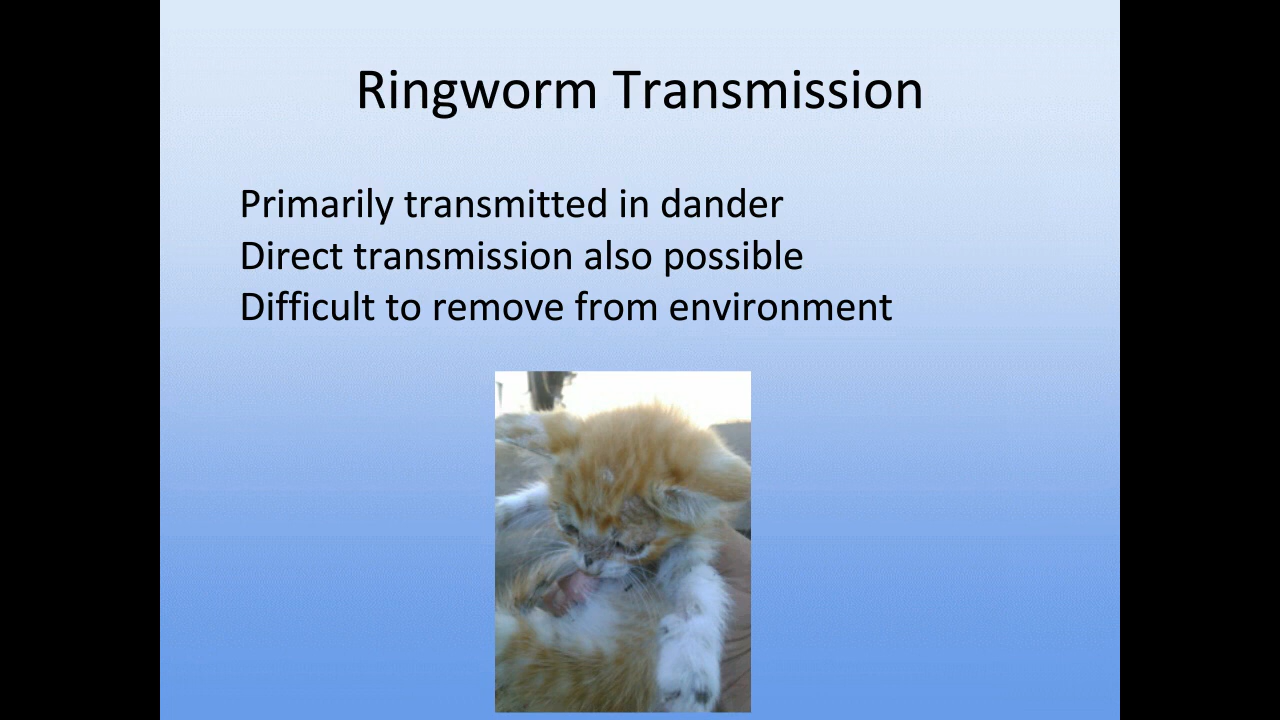 Ringworm Transmission
Primarily transmitted in dander
Direct transmission also possible
Difficult to remove from environment